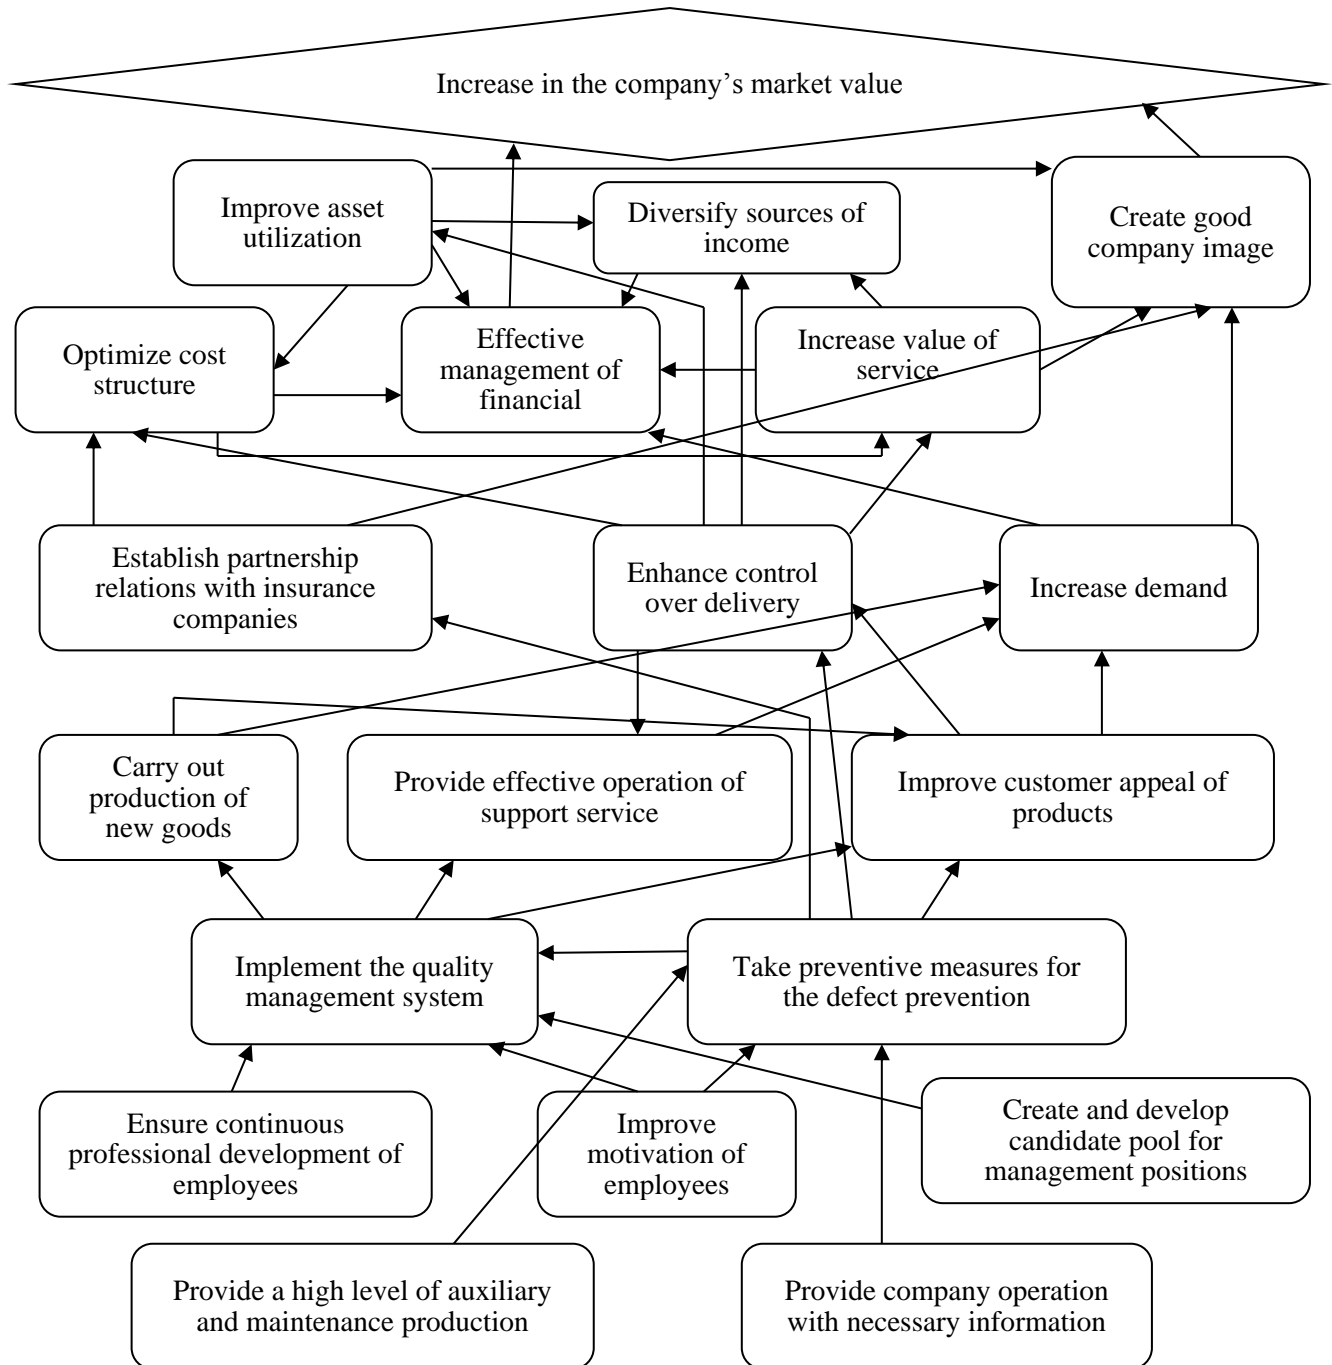 Increase in the company’s market value
Improve asset
utilization
Diversify sources of
income
Create good
company image
Optimize cost
structure
Effective
management of
financial
Increase value of
service
Establish partnership
relations with insurance
companies
Enhance control
over delivery
Increase demand
Carry out
production of
new goods
Provide effective operation of
support service
Improve customer appeal of
products
Implement the quality
management system
Take preventive measures for
the defect prevention
Ensure continuous
professional development of
employees
Improve
motivation of
employees
Create and develop
candidate pool for
management positions
Provide a high level of auxiliary
and maintenance production
Provide company operation
with necessary information